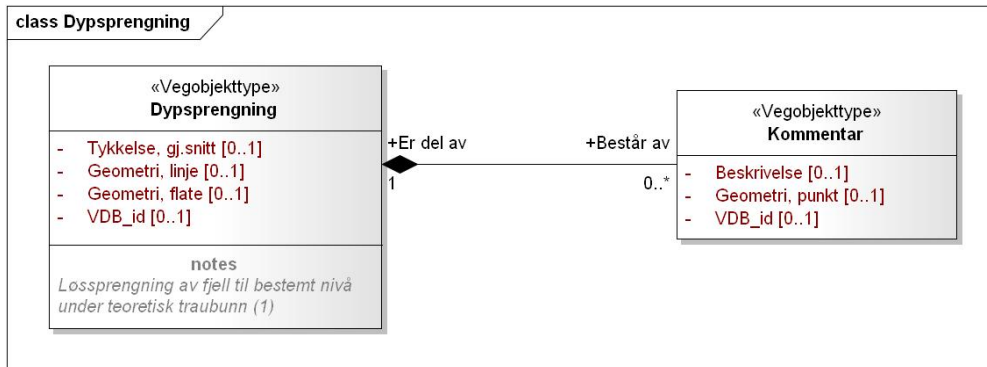 class Dypsprengning
«Vegobjekttype»
Dypsprengning
- Tykkelse, gj.snitt [0..1]
- Geometri, linje [0..1]
- Geometri, flate [0..1]
- VDB_id [0..1]
notes
Løssprengning av fjell til bestemt nivå
under teoretisk traubunn (1)
+Er del av
1
+Består av
0..*
«Vegobjekttype»
Kommentar
- Beskrivelse [0..1]
- Geometri, punkt [0..1]
- VDB_id [0..1]